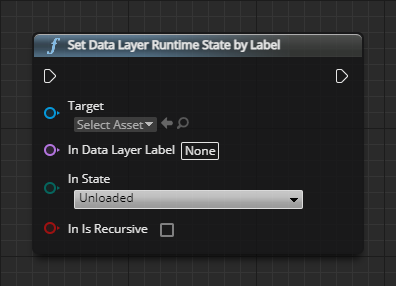 f Set Data Layer Runtime State by Label
Target
Select Asset
In Data Layer Label None
In State
Unloaded
In Is Recursive